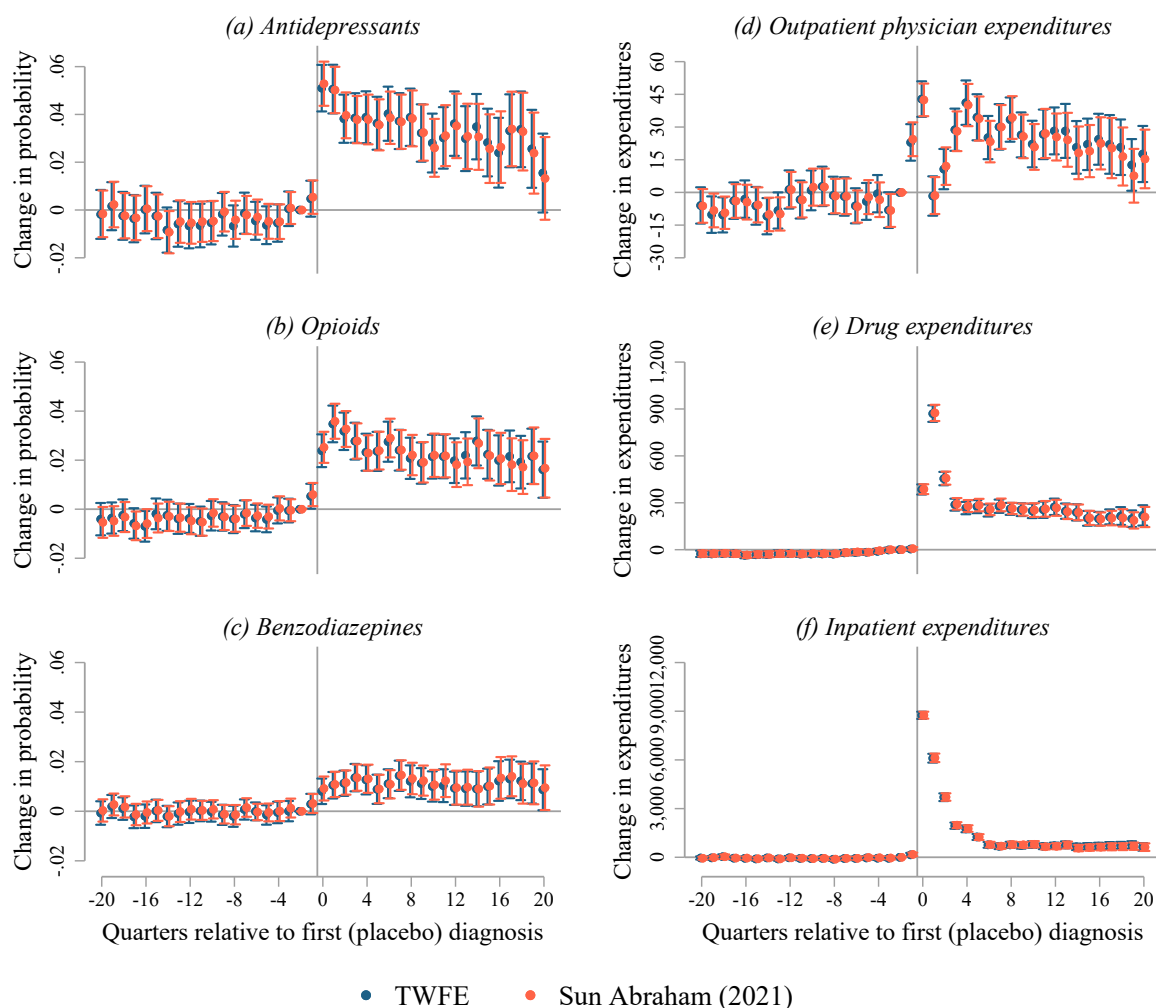 (a) Antidepressants
Change in probability
.06
.04
.02
0
-.02
(d) Outpatient physician expenditures
Change in expenditures
60
45
30
15
0
-15
-30
(b) Opioids
Change in probability
.06
.04
.02
0
-.02
(e) Drug expenditures
Change in expenditures
1,200
900
600
300
0
(c) Benzodiazepines
Change in probability
.06
.04
.02
0
-.02
-20 -16 -12 -8 -4 0 4 8 12 16 20
Quarters relative to first (placebo) diagnosis
(f) Inpatient expenditures
Change in expenditures
12,000
9,000
6,000
3,000
0
-20 -16 -12 -8 -4 0 4 8 12 16 20
Quarters relative to first (placebo) diagnosis
TWFE Sun Abraham (2021)